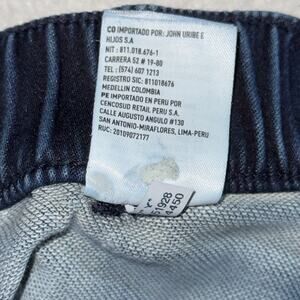 CO IMPORTADO POR: JOHN URIBE E
HIJOS S.A
NIT : 811.018.676-1
CARRERA 52 # 19-80
TEL: (574) 607 1213
REGISTRO SIC: 811018676
MEDELLIN COLOMBIA
PE IMPORTADO EN PERU POR
CENCOSUD RETAIL PERU S.A.
CALLE AUGUSTO ANGULO #130
SAN ANTONIO-MIRAFLORES, LIMA-PERU
RUC: 20109072177
51928
4450